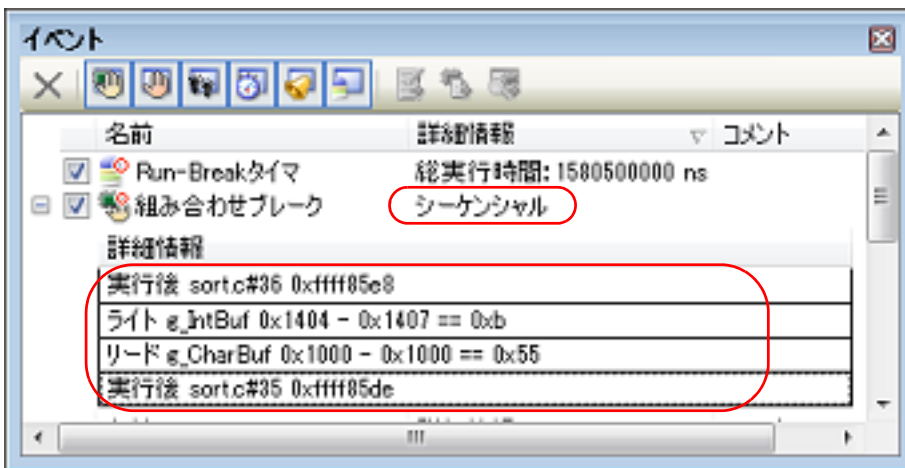 イベント
名前 詳細情報 コメント
Run-Breakタイマ 総実行時間: 1580500000 ns
組み合わせブレーク シーケンシャル
詳細情報
実行後 sort.c#36 0xffff85e8
ライト g_IntBuf 0x1404 - 0x1407 == 0xb
リード g_CharBuf 0x1000 - 0x1000 == 0x55
実行後 sort.c#35 0xffff85de